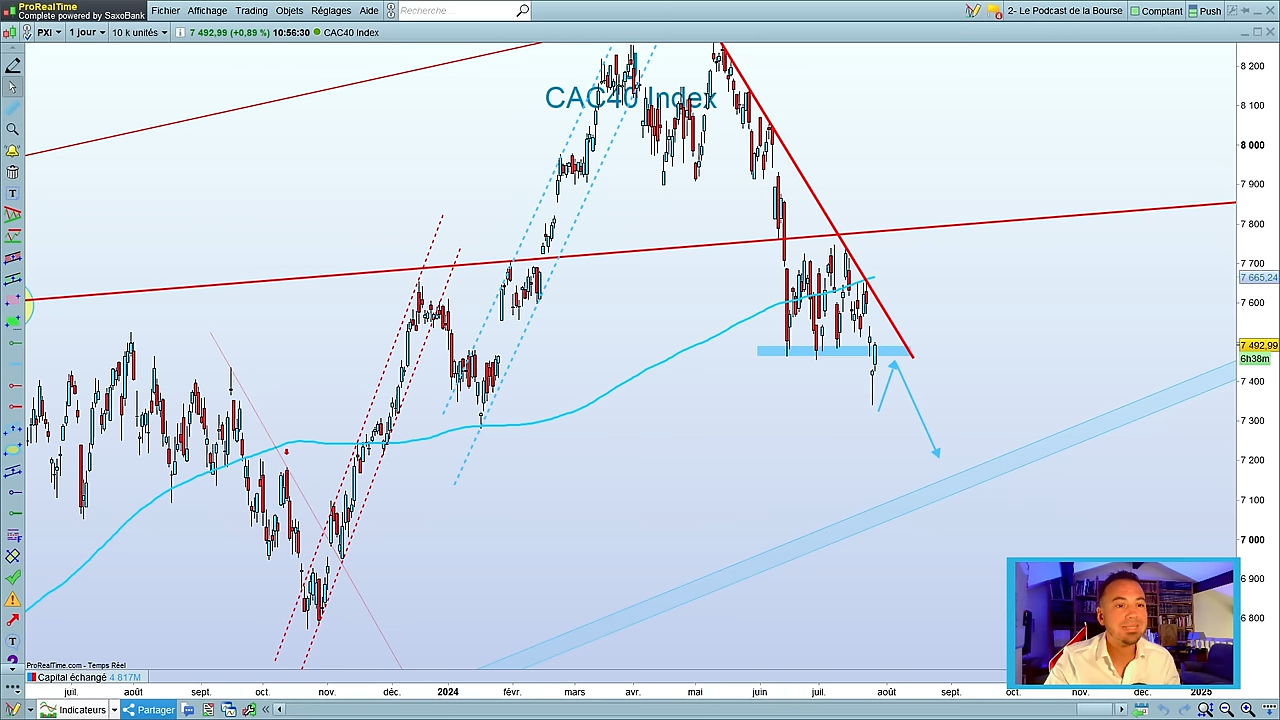 ProRealTime
Complete powered by SaxoBank
Fichier Affichage Trading Objets Réglages Aide Recherche
2- Le Podcast de la Bourse Comptant Push
PXI 1 jour 10 k unités 7 492,99 (+0,89 %) 10:56:30 CAC40 Index
CAC40 Index
8 200
8 100
8 000
7 900
7 800
7 700
7 665,24
7 600
7 492,99
6h38m
7 400
7 300
7 200
7 100
7 000
6 900
6 800
ProRealTime.com - Temps Réel
Capital échangé 4 817M
juil. août sept. oct. nov. déc. 2024 févr. mars avr. mai juin juil. août sept. oct. nov. déc. 2025
Indicateurs Partager